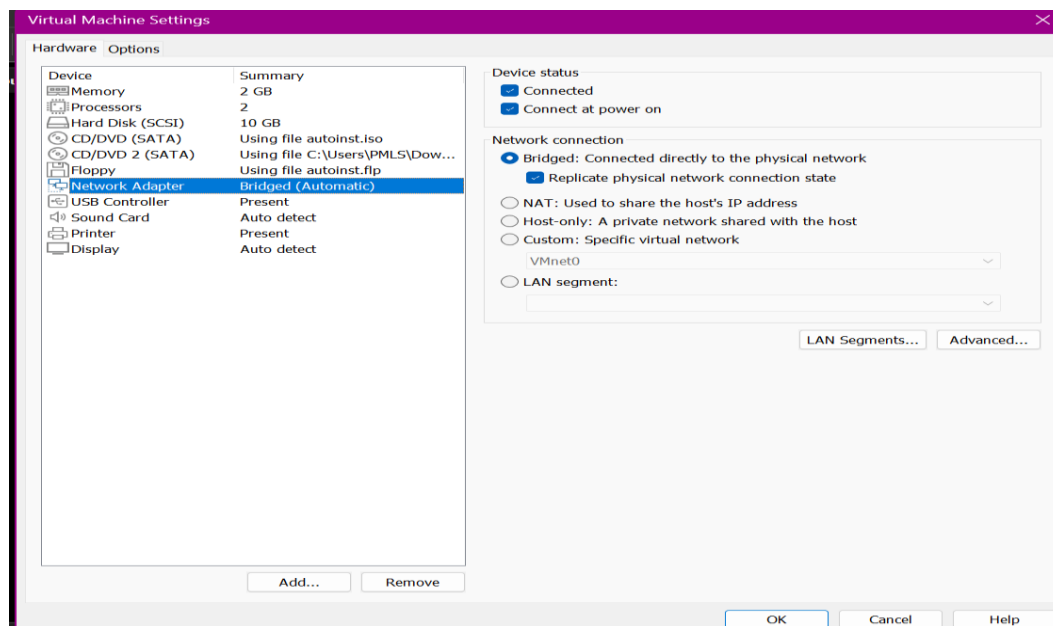 Virtual Machine Settings
Hardware Options
Device Summary
Memory 2 GB
Processors 2
Hard Disk (SCSI) 10 GB
CD/DVD (SATA) Using file autoinst.iso
CD/DVD 2 (SATA) Using file C:\Users\PMLS\Dow...
Floppy Using file autoinst.flp
Network Adapter Bridged (Automatic)
USB Controller Present
Sound Card Auto detect
Printer Present
Display Auto detect
Add... Remove
Device status
Connected
Connect at power on
Network connection
Bridged: Connected directly to the physical network
Replicate physical network connection state
NAT: Used to share the host's IP address
Host-only: A private network shared with the host
Custom: Specific virtual network
VMnet0
LAN segment:
LAN Segments... Advanced...
OK Cancel Help